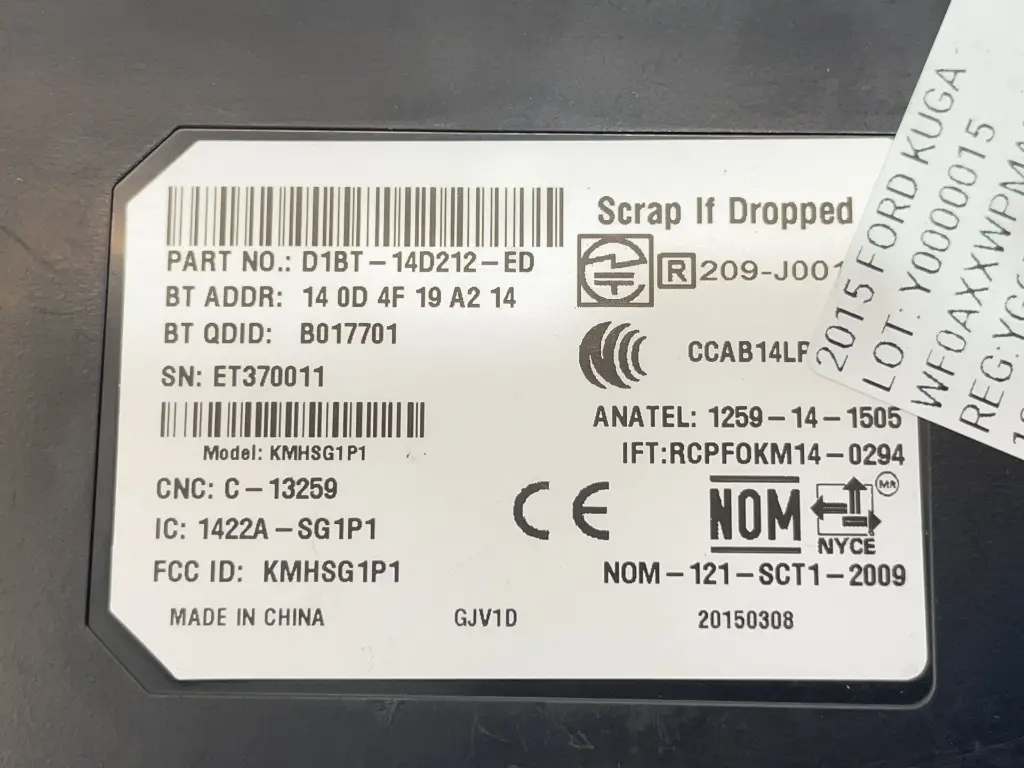 PART NO.: D1BT-14D212-ED
BT ADDR: 14 0D 4F 19 A2 14
BT QDID: B017701
SN: ET370011
Model: KMHSG1P1
CNC: C-13259
IC: 1422A-SG1P1
FCC ID: KMHSG1P1
MADE IN CHINA
GJV1D
Scrap If Dropped
R 209-J001
CCAB14LP
ANATEL: 1259-14-1505
IFT:RCPFOKM14-0294
CE
NOM
MR
NYCE
NOM-121-SCT1-2009
20150308
2015 FORD KUGA
LOT: Y0000015
WF0AXXWPMA
REG: